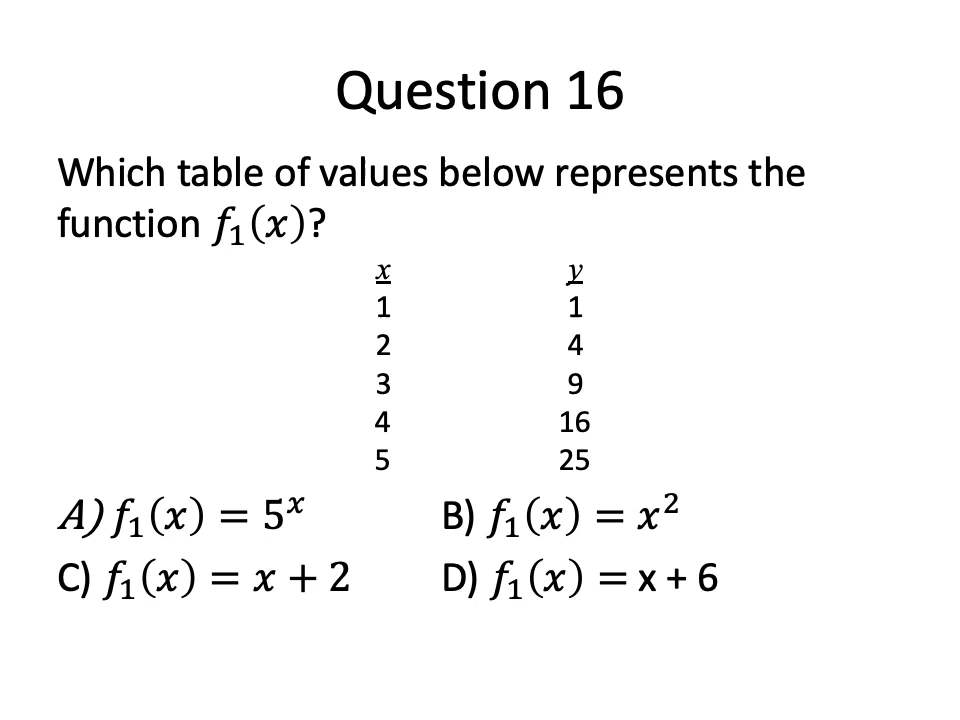 Question 16
Which table of values below represents the
function f₁(x)?
x y
1 1
2 4
3 9
4 16
5 25
A) f₁(x) = 5ˣ B) f₁(x) = x²
C) f₁(x) = x + 2 D) f₁(x) = x + 6